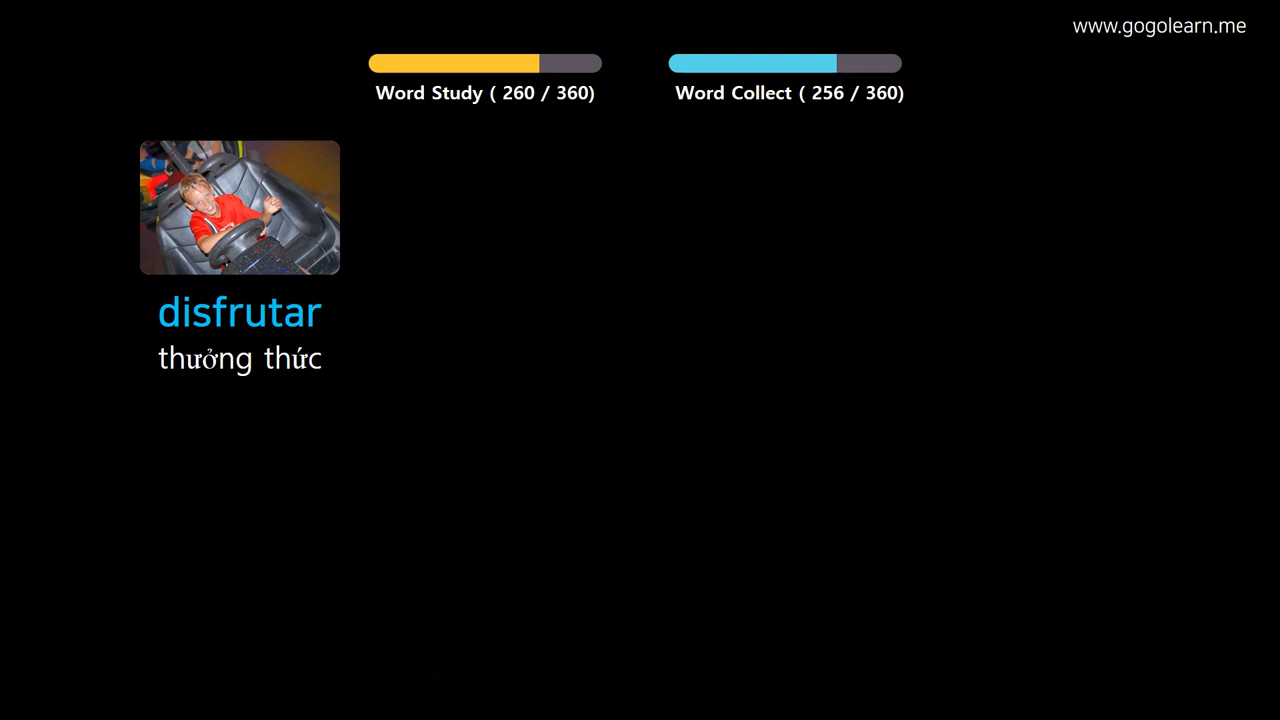 www.gogolearn.me
Word Study ( 260 / 360)
Word Collect ( 256 / 360)
disfrutar
thưởng thức